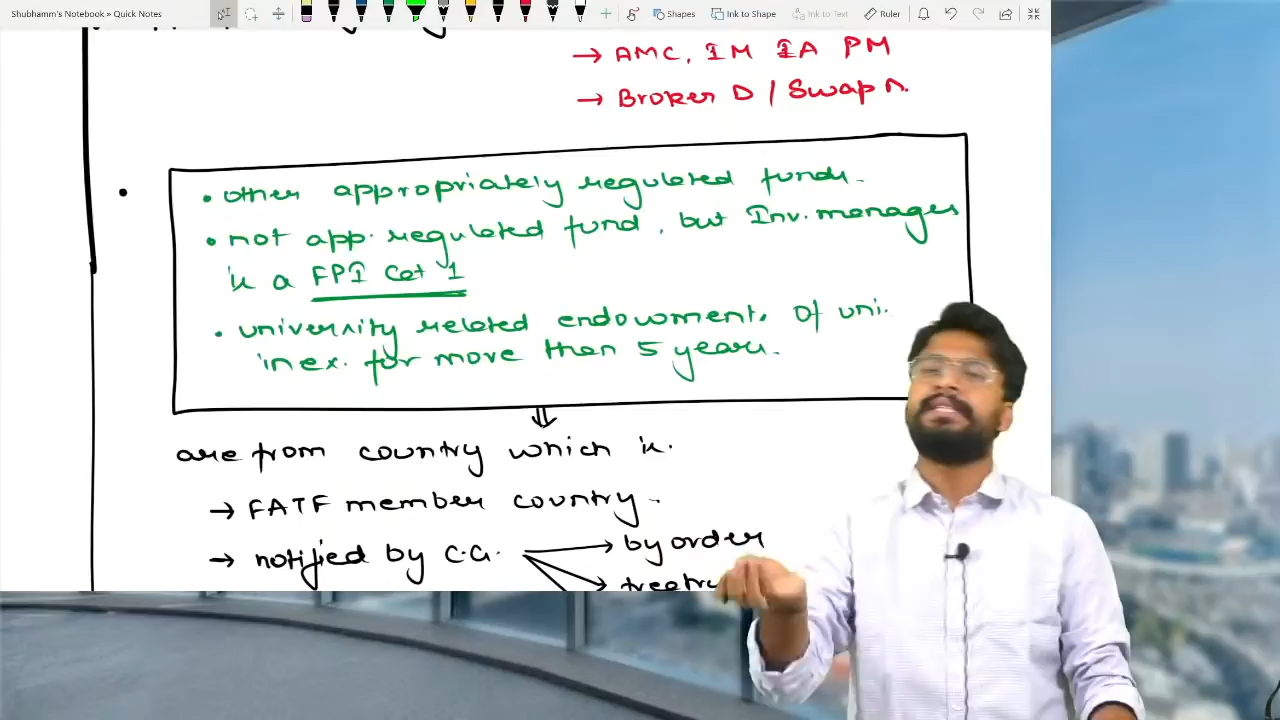 Shubhamm's Notebook » Quick Notes
Shapes
Ink to Shape
Ink to Text
Ruler
→ AMC, IM IA PM
→ Broker D / Swap
• other appropriately regulated funds.
• not app. regulated fund, but Inv. manager
is a FPI Cat 1
• university related endowments of uni.
in ex. for more than 5 years.
are from country which is.
→ FATF member country
→ notified by C.G.
→ by order
→ treaty